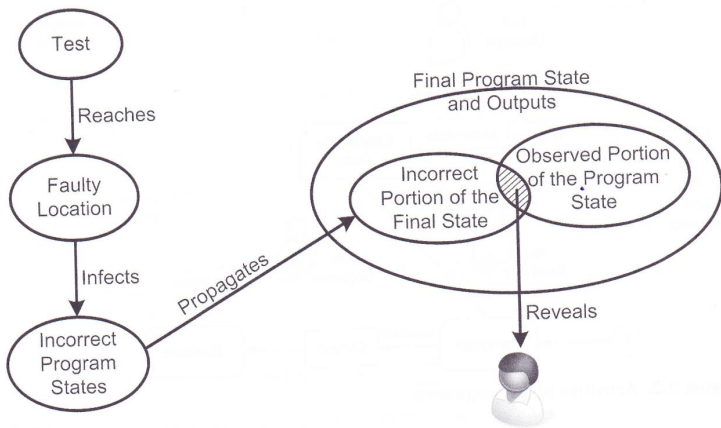 Test
Reaches
Faulty
Location
Infects
Incorrect
Program
States
Propagates
Final Program State
and Outputs
Incorrect
Portion of the
Final State
Observed Portion
of the Program
State
Reveals